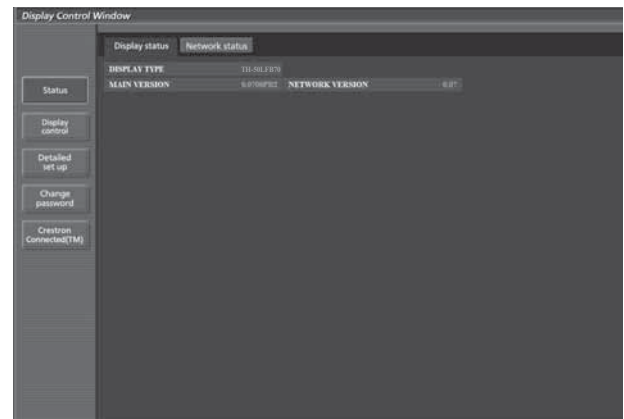 Display Control Window
Display status Network status
DISPLAY TYPE
MAIN VERSION NETWORK VERSION
Status
Display
control
Detailed
set up
Change
password
Crestron
Connected(TM)